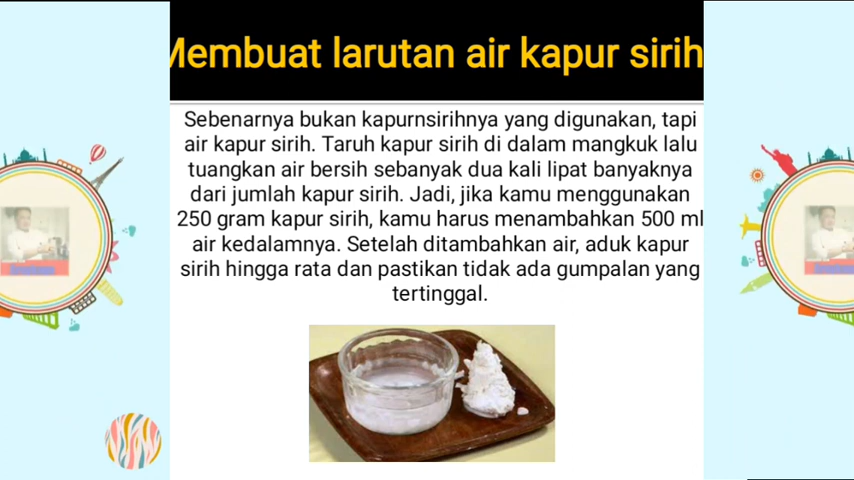 Membuat larutan air kapur sirih
Sebenarnya bukan kapurnsirihnya yang digunakan, tapi
air kapur sirih. Taruh kapur sirih di dalam mangkuk lalu
tuangkan air bersih sebanyak dua kali lipat banyaknya
dari jumlah kapur sirih. Jadi, jika kamu menggunakan
250 gram kapur sirih, kamu harus menambahkan 500 ml
air kedalamnya. Setelah ditambahkan air, aduk kapur
sirih hingga rata dan pastikan tidak ada gumpalan yang
tertinggal.